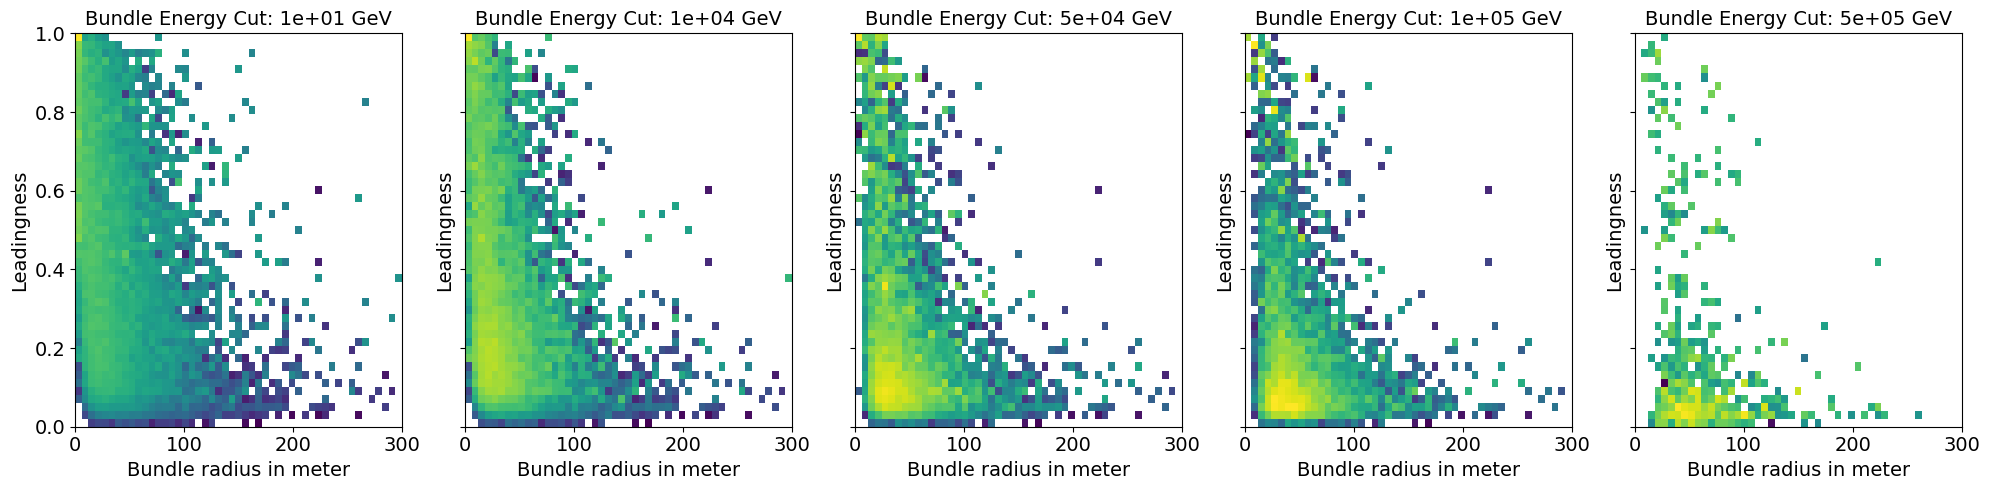 Bundle Energy Cut: 1e+01 GeV
Bundle Energy Cut: 1e+04 GeV
Bundle Energy Cut: 5e+04 GeV
Bundle Energy Cut: 1e+05 GeV
Bundle Energy Cut: 5e+05 GeV
1.0
0.8
0.6
0.4
0.2
0.0
Leadingness
Leadingness
Leadingness
Leadingness
Leadingness
0 100 200 300
0 100 200 300
0 100 200 300
0 100 200 300
0 100 200 300
Bundle radius in meter
Bundle radius in meter
Bundle radius in meter
Bundle radius in meter
Bundle radius in meter